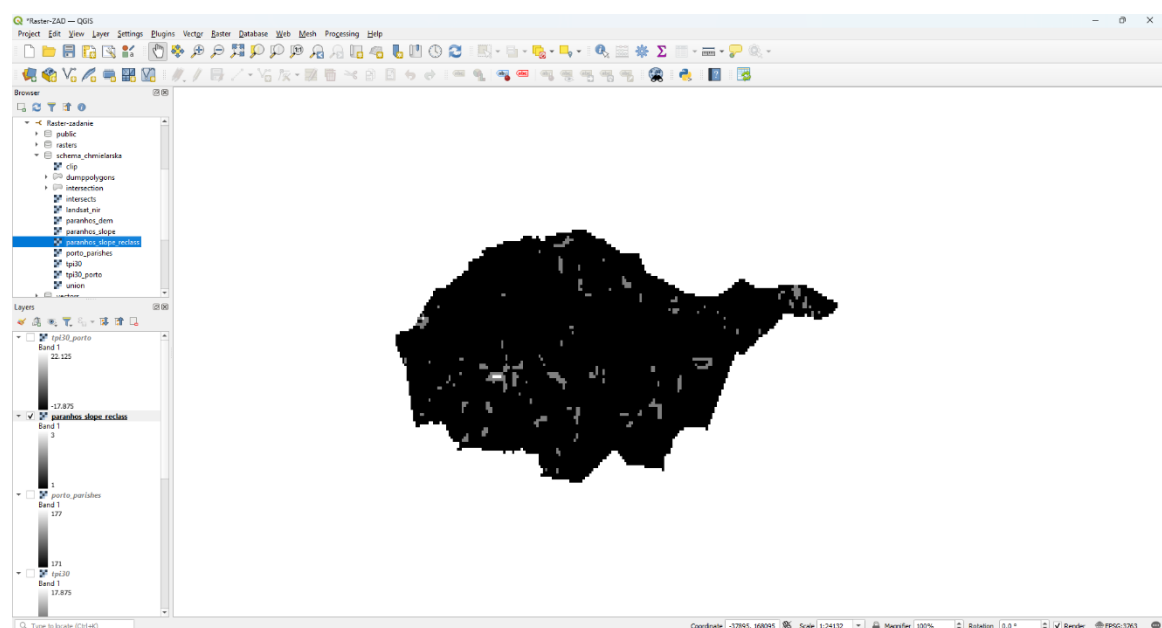 *Raster-ZAD — QGIS
Project Edit View Layer Settings Plugins Vector Raster Database Web Mesh Processing Help
Browser
Raster-zadanie
public
rasters
schema_chmielarska
clip
dumppolygons
intersection
intersects
landsat_nir
paranhos_dem
paranhos_slope
paranhos_slope_reclass
porto_parishes
tpi30
tpi30_porto
union
vectors
Layers
tpi30_porto
Band 1
22.125
-17.875
paranhos_slope_reclass
Band 1
3
1
porto_parishes
Band 1
177
171
tpi30
Band 1
17.875
Type to locate (Ctrl+K)
Coordinate -37895, 168095 Scale 1:24132 Magnifier 100% Rotation 0.0 ° Render EPSG:3763